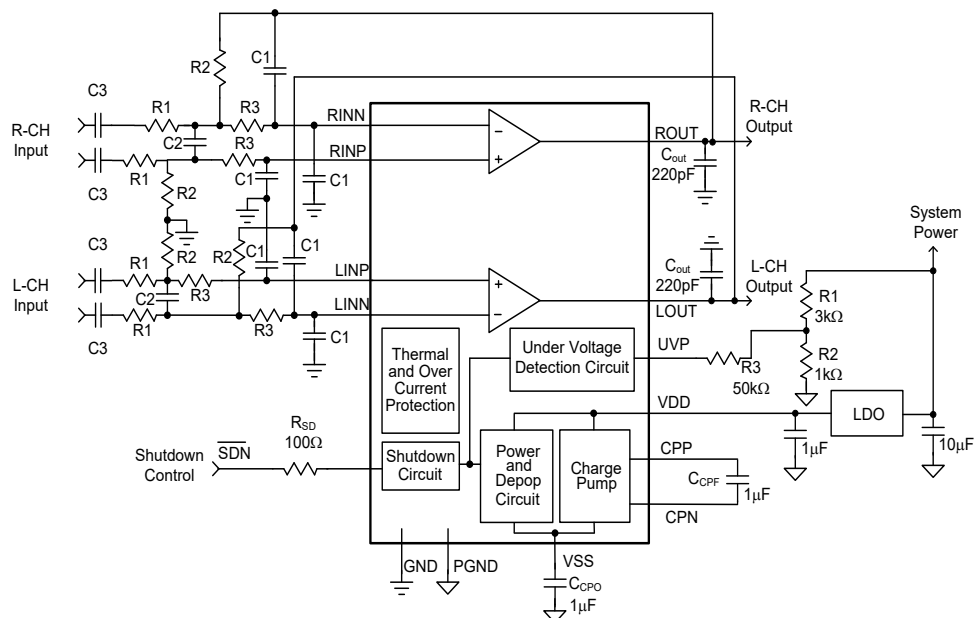 C1
R2
C3
R1
R3
RINN
R-CH
Input
C2
R3
RINP
C3
R1
C1
C1
R2
ROUT
R-CH
Output
Cout
220pF
System
Power
C3
R1
R2
R2
C1
C1
LINP
L-CH
Input
C2
R3
LINN
R1
R3
C3
C1
Cout
220pF
L-CH
Output
LOUT
R1
3kΩ
R2
1kΩ
UVP
R3
50kΩ
Thermal
and Over
Current
Protection
Under Voltage
Detection Circuit
VDD
LDO
1μF
10μF
Shutdown
Control
SDN
RSD
100Ω
Shutdown
Circuit
Power
and
Depop
Circuit
Charge
Pump
CPP
CCPF
1μF
CPN
GND
PGND
VSS
CCPO
1μF